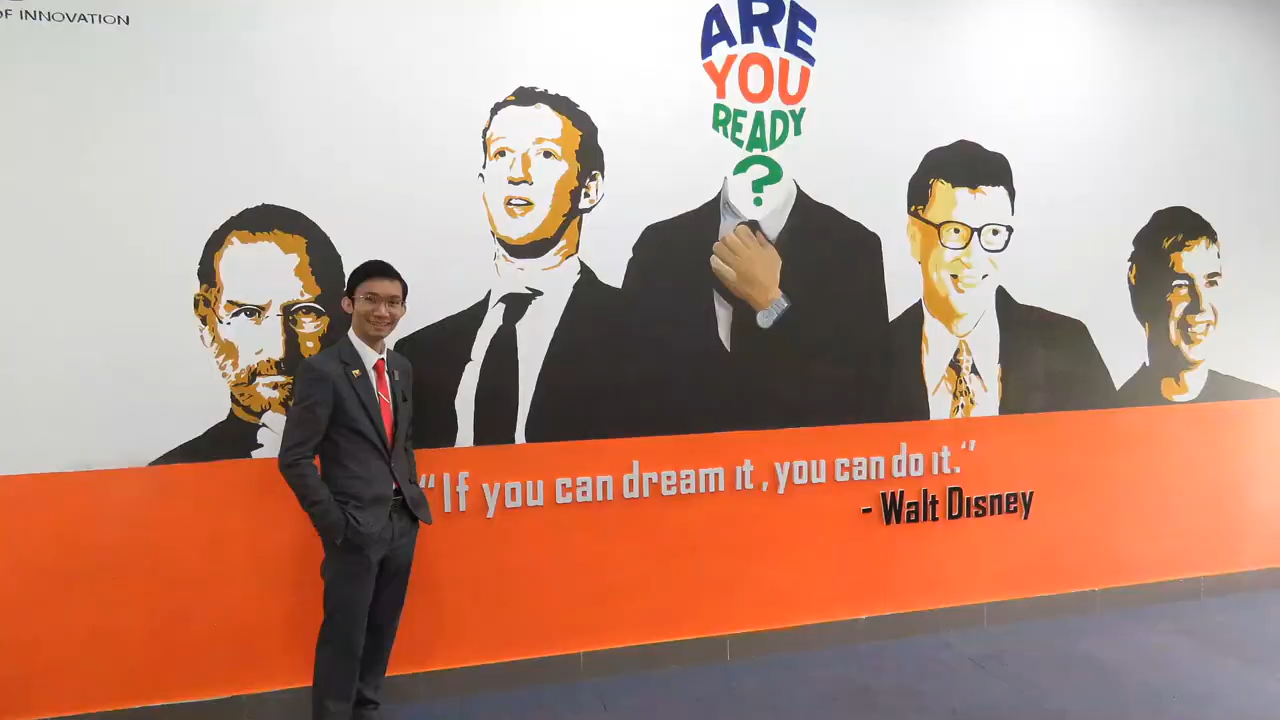 OF INNOVATION
ARE
YOU
READY
?
“If you can dream it, you can do it.”
- Walt Disney